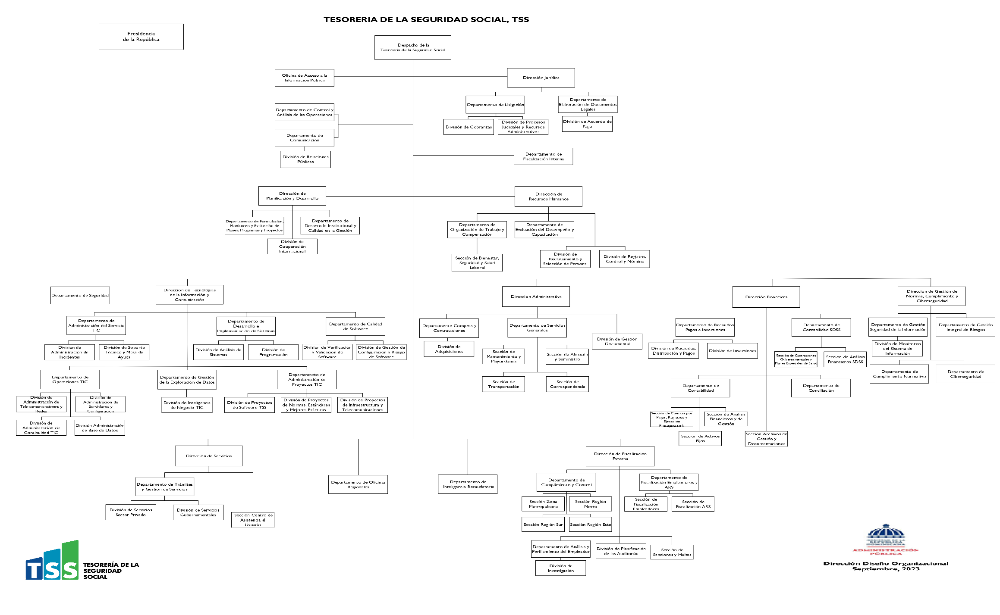 TESORERIA DE LA SEGURIDAD SOCIAL, TSS
Presidencia
de la República
Despacho de la
Tesorería de la Seguridad Social
Oficina de Acceso a la
Información Pública
Dirección Jurídica
Departamento de Litigación
Departamento de
Elaboración de Documentos
Legales
División de Cobranzas
División de Procesos
Judiciales y Recursos
Administrativos
División de Acuerdo de
Pago
Departamento de Control y
Análisis de las Operaciones
Departamento de
Comunicación
División de Relaciones
Públicas
Departamento de
Fiscalización Interna
Dirección de
Planificación y Desarrollo
Dirección de
Recursos Humanos
Departamento de Formulación,
Monitoreo y Evaluación de
Planes, Programas y Proyectos
Departamento de
Desarrollo Institucional y
Calidad en la Gestión
División de
Cooperación
Internacional
Departamento de
Organización de Trabajo y
Compensación
Departamento de
Evaluación del Desempeño y
Capacitación
Sección de Bienestar,
Seguridad y Salud
Laboral
División de
Reclutamiento y
Selección de Personal
División de Registro,
Control y Nómina
Departamento de Seguridad
Dirección de Tecnologías
de la Información y
Comunicación
Dirección Administrativa
Dirección Financiera
Dirección de Gestión de
Normas, Cumplimiento y
Ciberseguridad
Departamento de
Administración del Servicio
TIC
Departamento de
Desarrollo e
Implementación de Sistemas
Departamento de Calidad
de Software
División de
Administración de
Incidentes
División de Soporte
Técnico y Mesa de
Ayuda
División de Análisis de
Sistemas
División de
Programación
División de Verificación
y Validación de
Software
División de Gestión de
Configuración y Riesgo
de Software
Departamento de
Operaciones TIC
Departamento de Gestión
de la Exploración de Datos
Departamento de
Administración de
Proyectos TIC
División de
Administración de
Telecomunicaciones y
Redes
División de
Administración de
Servidores y
Configuración
División de
Administración de
Continuidad TIC
División Administración
de Base de Datos
División de Inteligencia
de Negocio TIC
División de Proyectos
de Software TSS
División de Proyectos
de Normas, Estándares
y Mejores Prácticas
División de Proyectos
de Infraestructura y
Telecomunicaciones
Departamento Compras y
Contrataciones
Departamento de Servicios
Generales
División de Gestión
Documental
División de
Adquisiciones
Sección de
Mantenimiento y
Mayordomía
Sección de Almacén
y Suministro
Sección de
Transportación
Sección de
Correspondencia
Departamento de Recaudos,
Pagos e Inversiones
Departamento de
Contabilidad SDSS
División de Recaudos,
Distribución y Pagos
División de Inversiones
Sección de Operaciones
Gubernamentales y
Planes Especiales de Salud
Sección de Análisis
Financieros SDSS
Departamento de
Contabilidad
Departamento de
Conciliación
Sección de Cuentas por
Pagar, Registros y
Ejecución
Presupuestaria
Sección de Análisis
Financieros y de
Gestión
Sección de Activos
Fijos
Sección Archivos de
Gestión y
Documentaciones
Departamento de Gestión
Seguridad de la Información
Departamento de Gestión
Integral de Riesgos
División de Monitoreo
del Sistema de
Información
Departamento de
Cumplimiento Normativo
Departamento de
Ciberseguridad
Dirección de Servicios
Departamento de Oficinas
Regionales
Departamento de
Inteligencia Recaudatoria
Dirección de Fiscalización
Externa
Departamento de Trámites
y Gestión de Servicios
División de Servicios
Sector Privado
División de Servicios
Gubernamentales
Sección Centro de
Asistencia al
Usuario
Departamento de
Cumplimiento y Control
Departamento de
Fiscalización Empleadores y
ARS
Sección Zona
Metropolitana
Sección Región
Norte
Sección de
Fiscalización
Empleadores
Sección de
Fiscalización ARS
Sección Región Sur
Sección Región Este
Departamento de Análisis y
Perfilamiento del Empleador
División de Planificación
de las Auditorías
Sección de
Sanciones y Multas
División de
Investigación
TSS
TESORERÍA DE LA
SEGURIDAD
SOCIAL
GOBIERNO DE LA
REPÚBLICA
DOMINICANA
ADMINISTRACIÓN
PÚBLICA
Dirección Diseño Organizacional
Septiembre, 2023